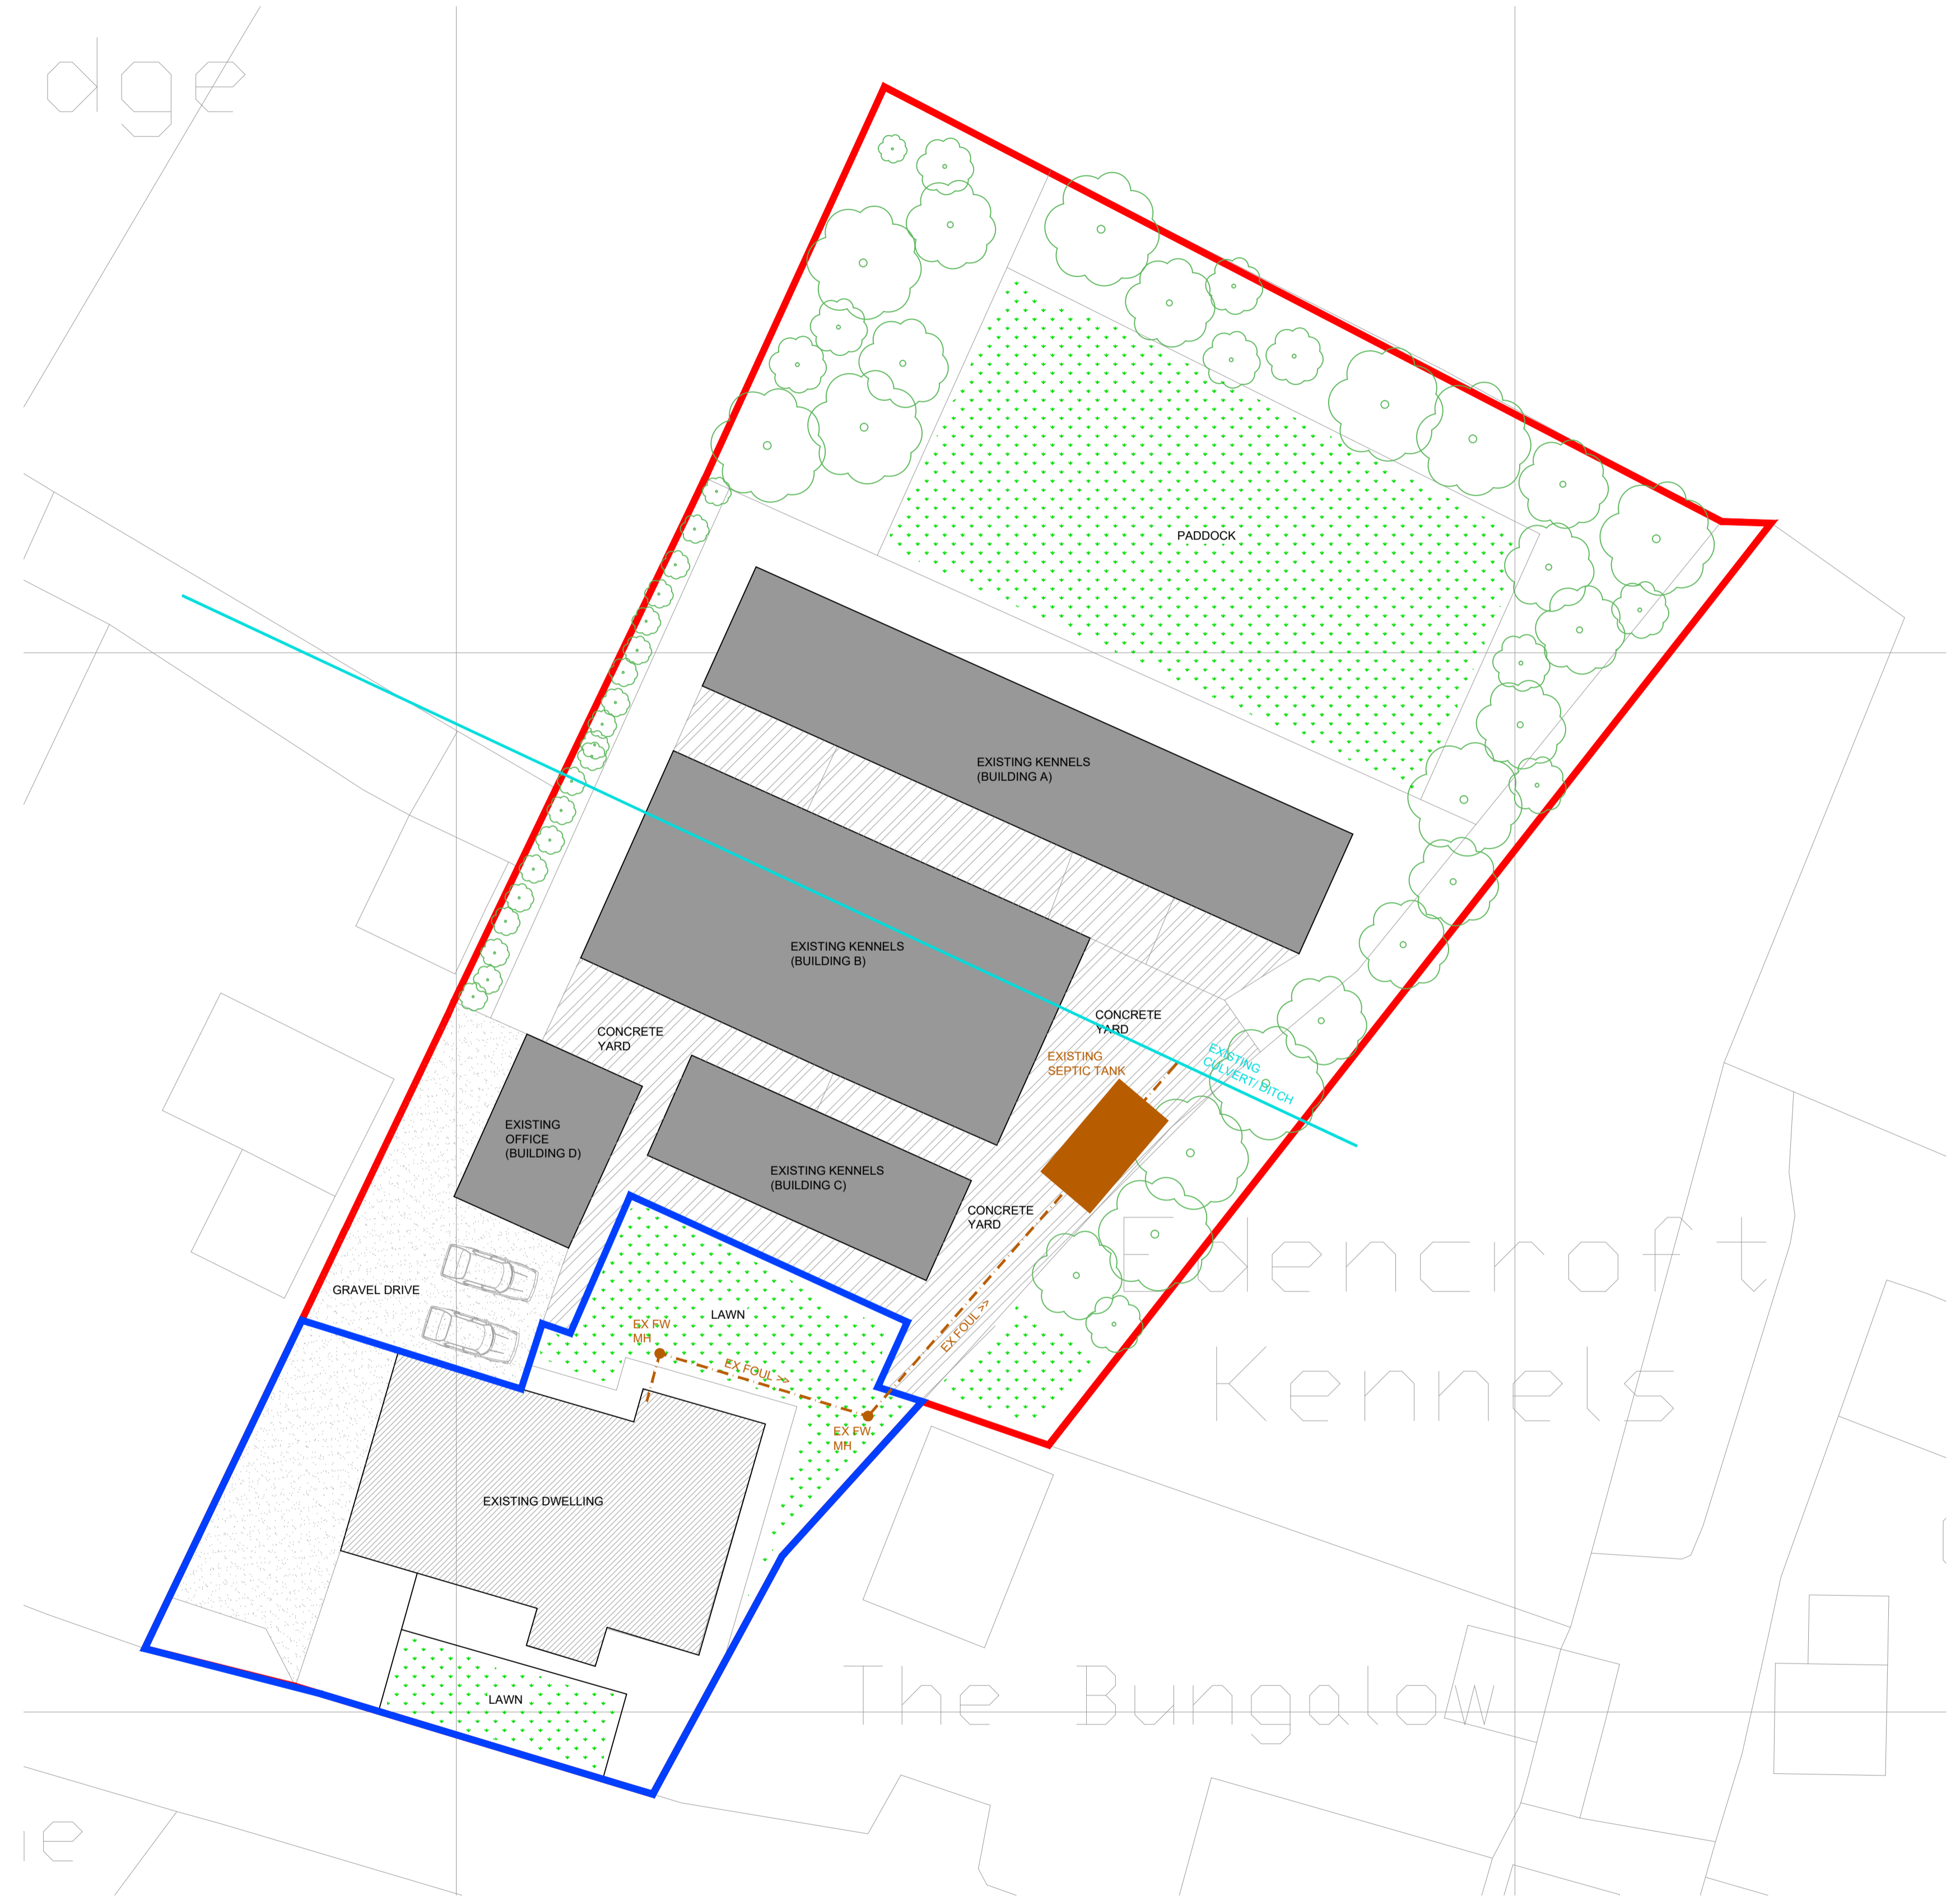 dge
PADDOCK
EXISTING KENNELS
(BUILDING A)
EXISTING KENNELS
(BUILDING B)
CONCRETE
YARD
CONCRETE
YARD
EXISTING
SEPTIC TANK
EXISTING
CULVERT/ DITCH
EXISTING
OFFICE
(BUILDING D)
EXISTING KENNELS
(BUILDING C)
CONCRETE
YARD
Edencroft
Kennels
GRAVEL DRIVE
LAWN
EX FW
MH
EX FOUL >>
EX FOUL >>
EX FW
MH
EXISTING DWELLING
LAWN
The Bungalow
e